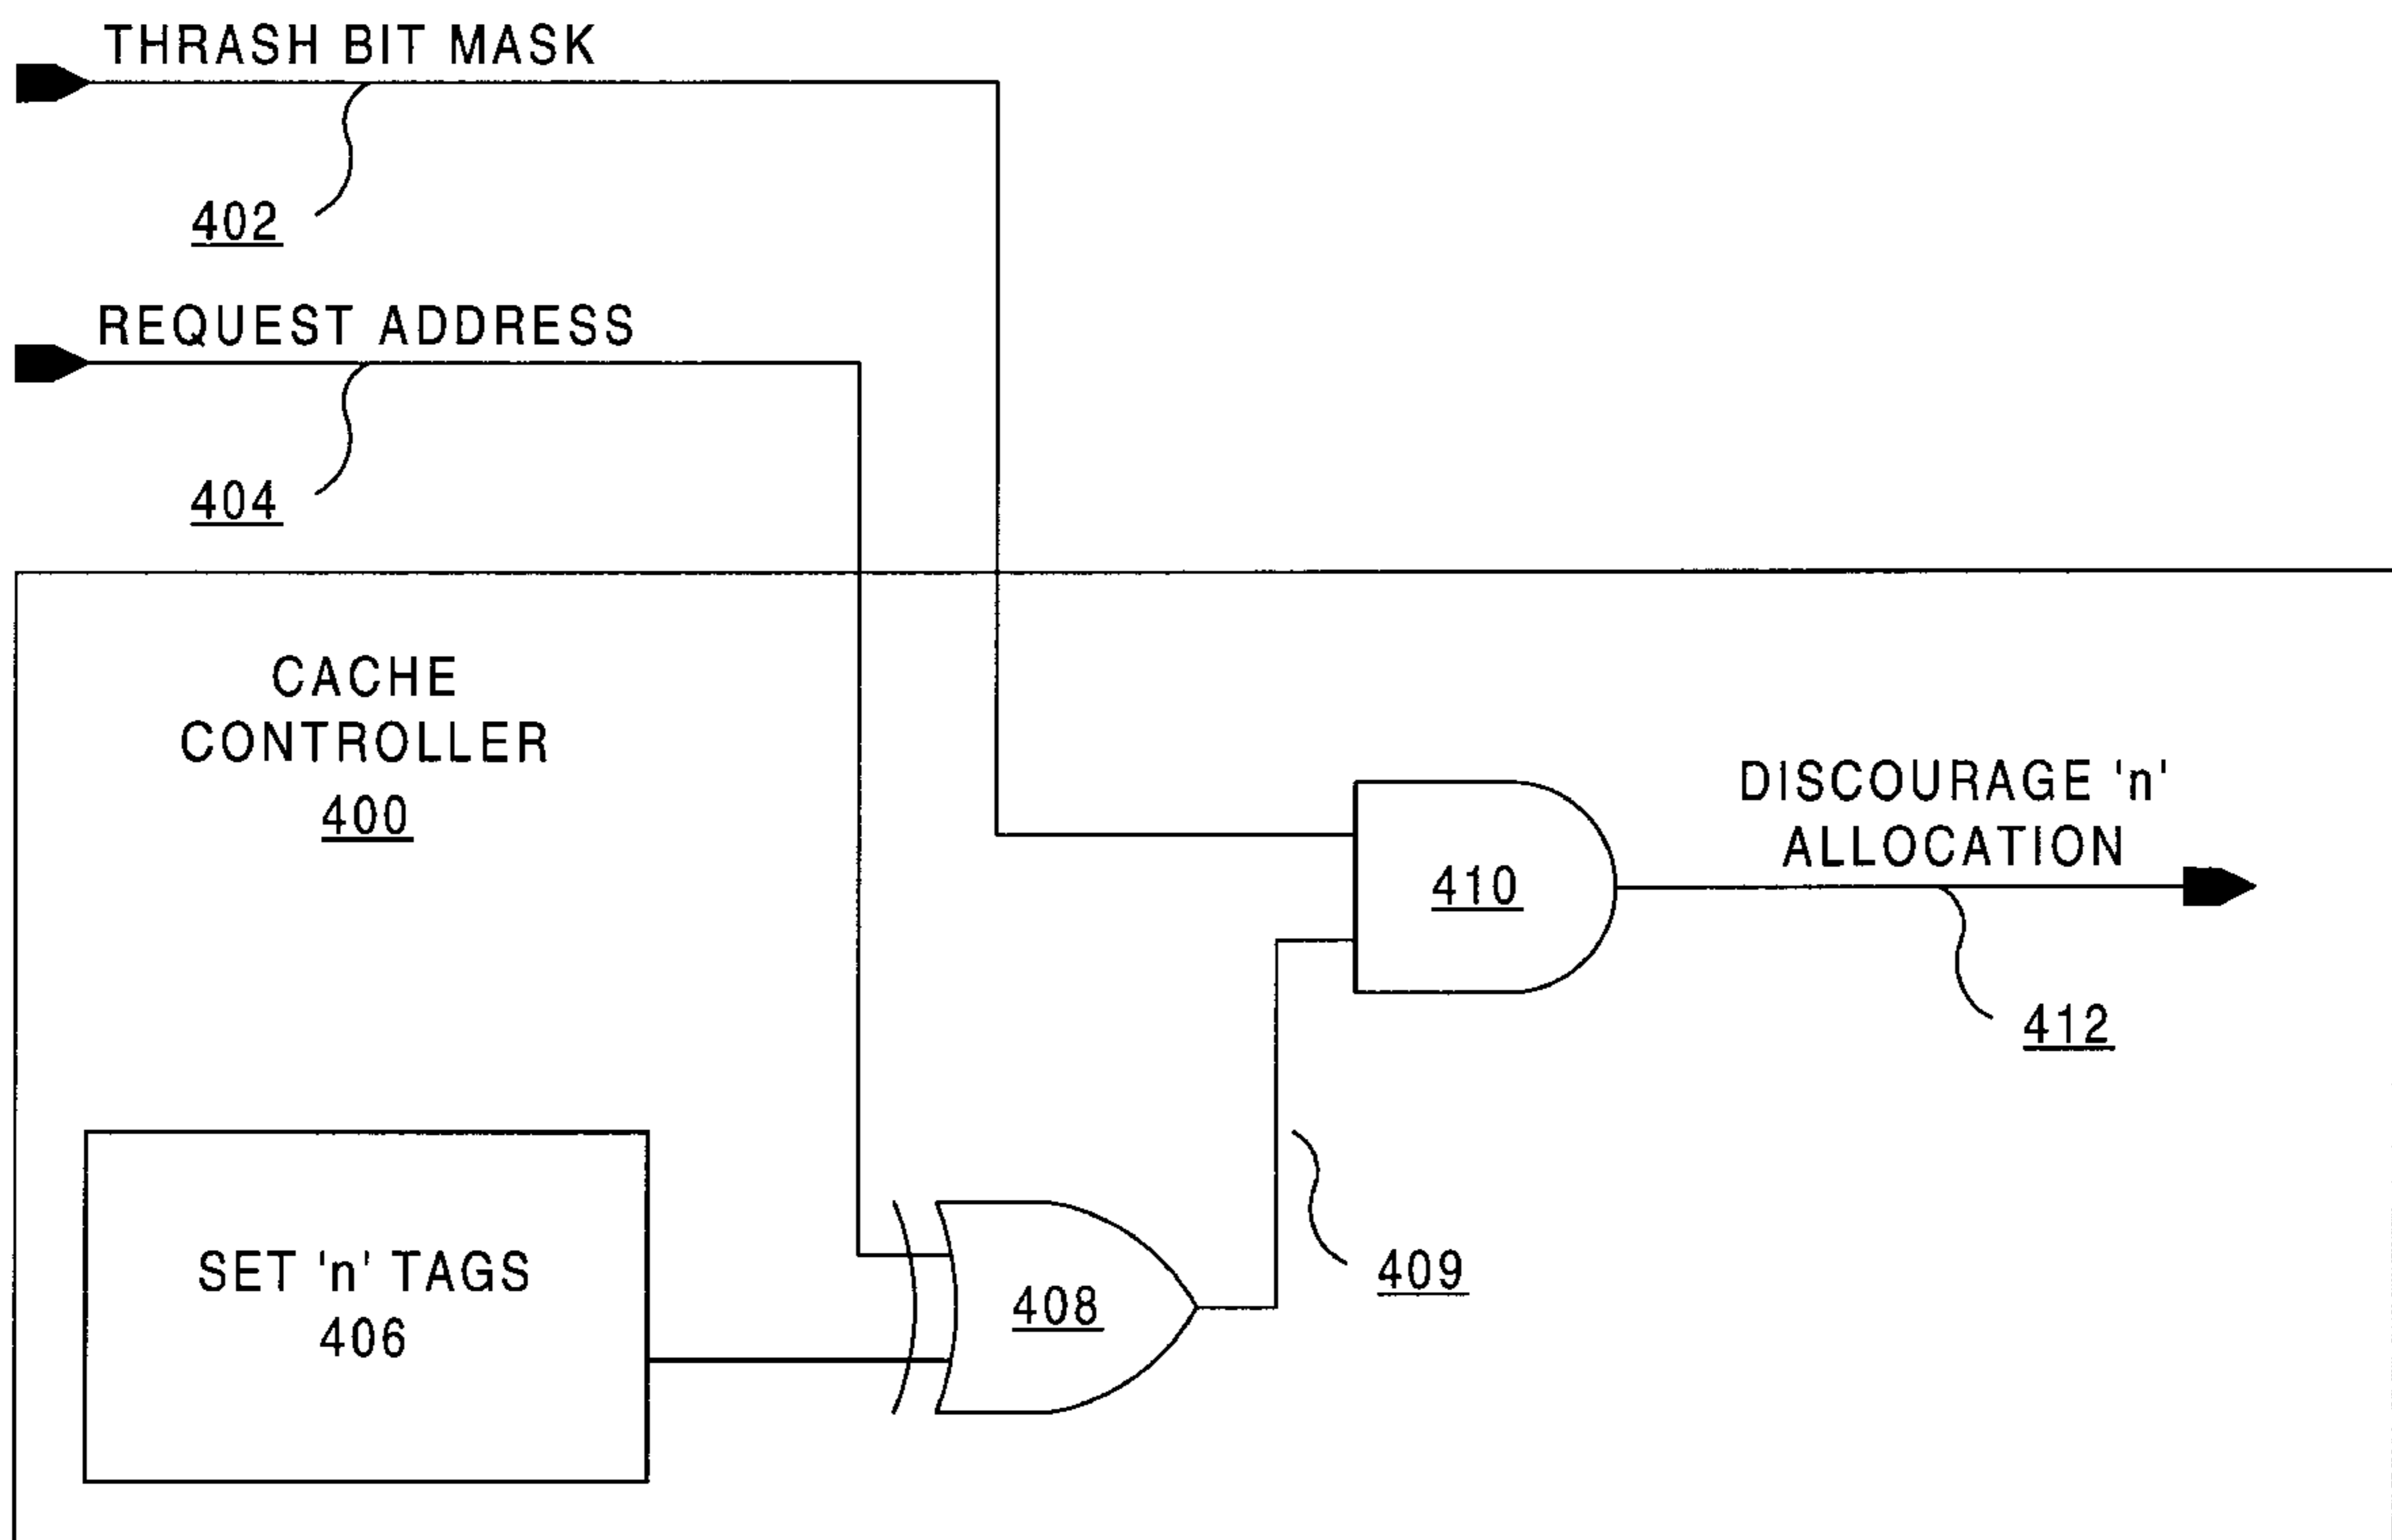 THRASH BIT MASK
402
REQUEST ADDRESS
404
CACHE
CONTROLLER
400
DISCOURAGE 'n'
ALLOCATION
410
412
SET 'n' TAGS
406
408
409